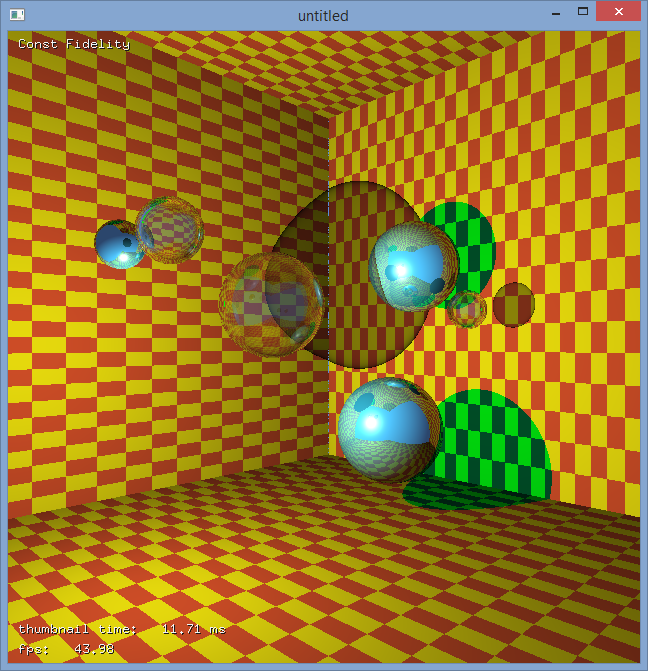 untitled
Const Fidelity
thumbnail time: 11.71 ms
fps: 43.98